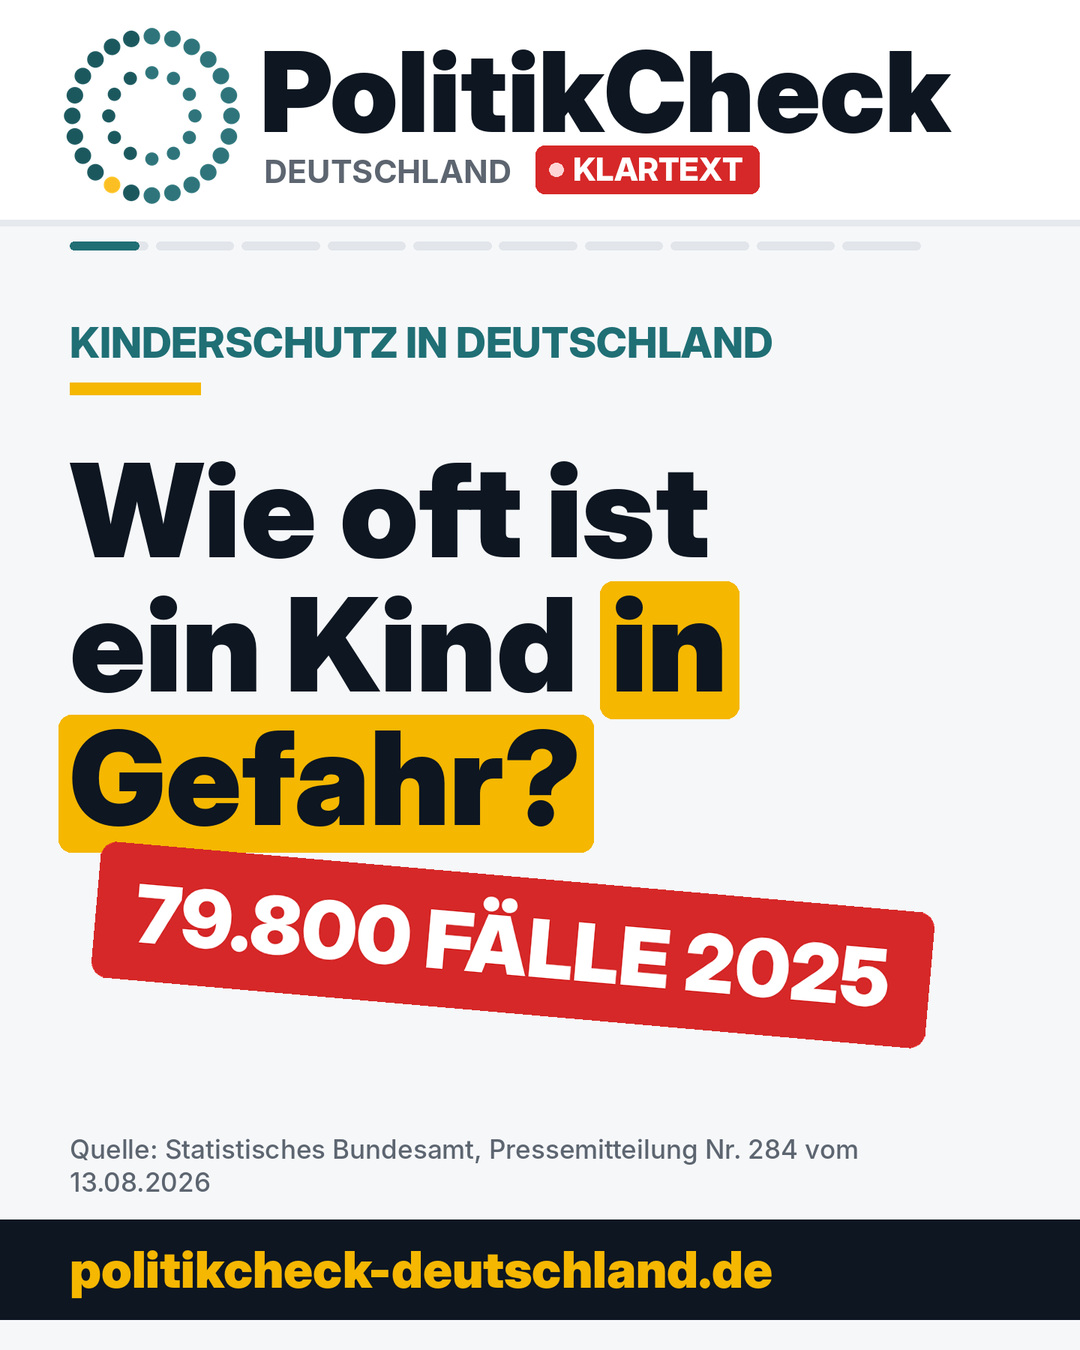 PolitikCheck
DEUTSCHLAND KLARTEXT
KINDERSCHUTZ IN DEUTSCHLAND
Wie oft ist
ein Kind in
Gefahr?
79.800 FÄLLE 2025
Quelle: Statistisches Bundesamt, Pressemitteilung Nr. 284 vom
13.08.2026
politikcheck-deutschland.de